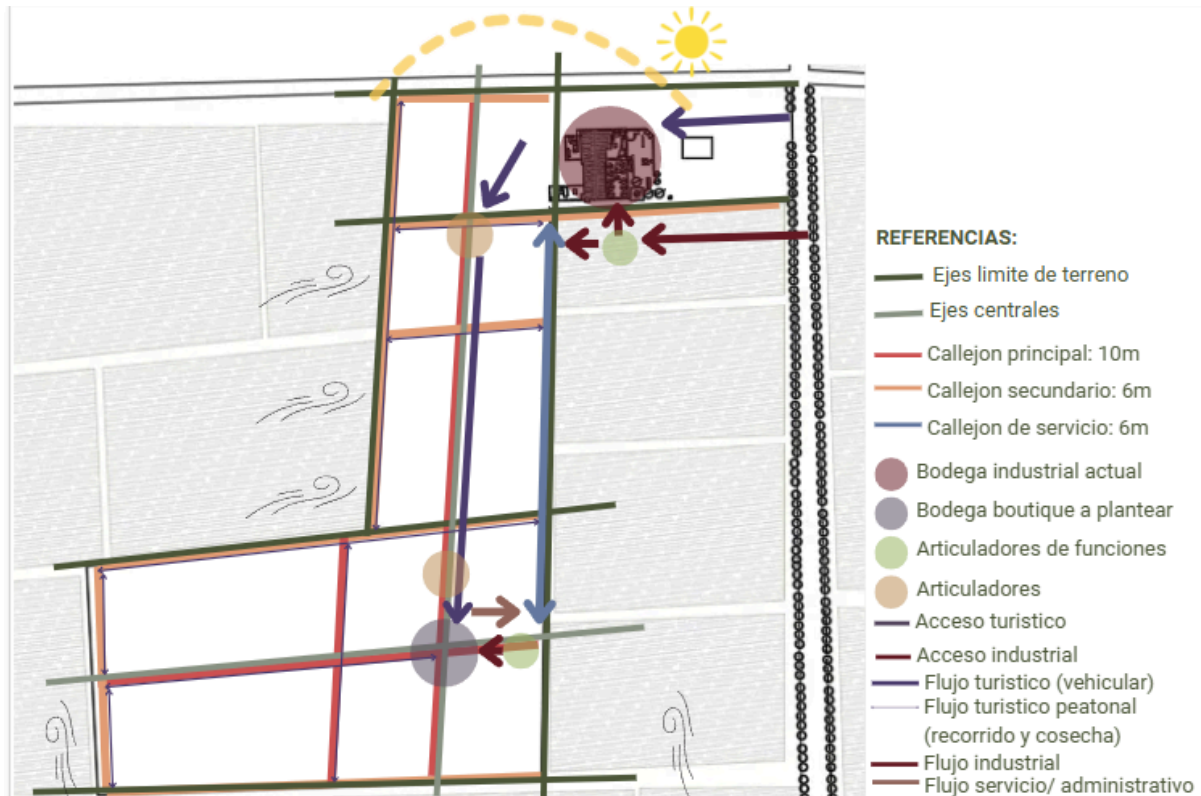 REFERENCIAS:
Ejes limite de terreno
Ejes centrales
Callejon principal: 10m
Callejon secundario: 6m
Callejon de servicio: 6m
Bodega industrial actual
Bodega boutique a plantear
Articuladores de funciones
Articuladores
Acceso turistico
Acceso industrial
Flujo turistico (vehicular)
Flujo turistico peatonal
(recorrido y cosecha)
Flujo industrial
Flujo servicio/ administrativo